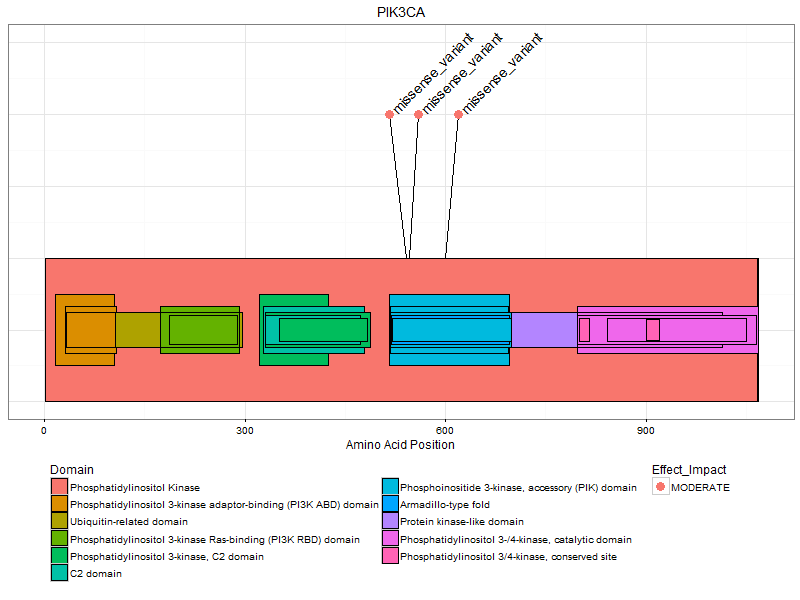 PIK3CA
missense_variant
missense_variant
missense_variant
0 300 600 900
Amino Acid Position
Domain
Phosphatidylinositol Kinase
Phosphatidylinositol 3-kinase adaptor-binding (PI3K ABD) domain
Ubiquitin-related domain
Phosphatidylinositol 3-kinase Ras-binding (PI3K RBD) domain
Phosphatidylinositol 3-kinase, C2 domain
C2 domain
Phosphoinositide 3-kinase, accessory (PIK) domain
Armadillo-type fold
Protein kinase-like domain
Phosphatidylinositol 3-/4-kinase, catalytic domain
Phosphatidylinositol 3/4-kinase, conserved site
Effect_Impact
MODERATE